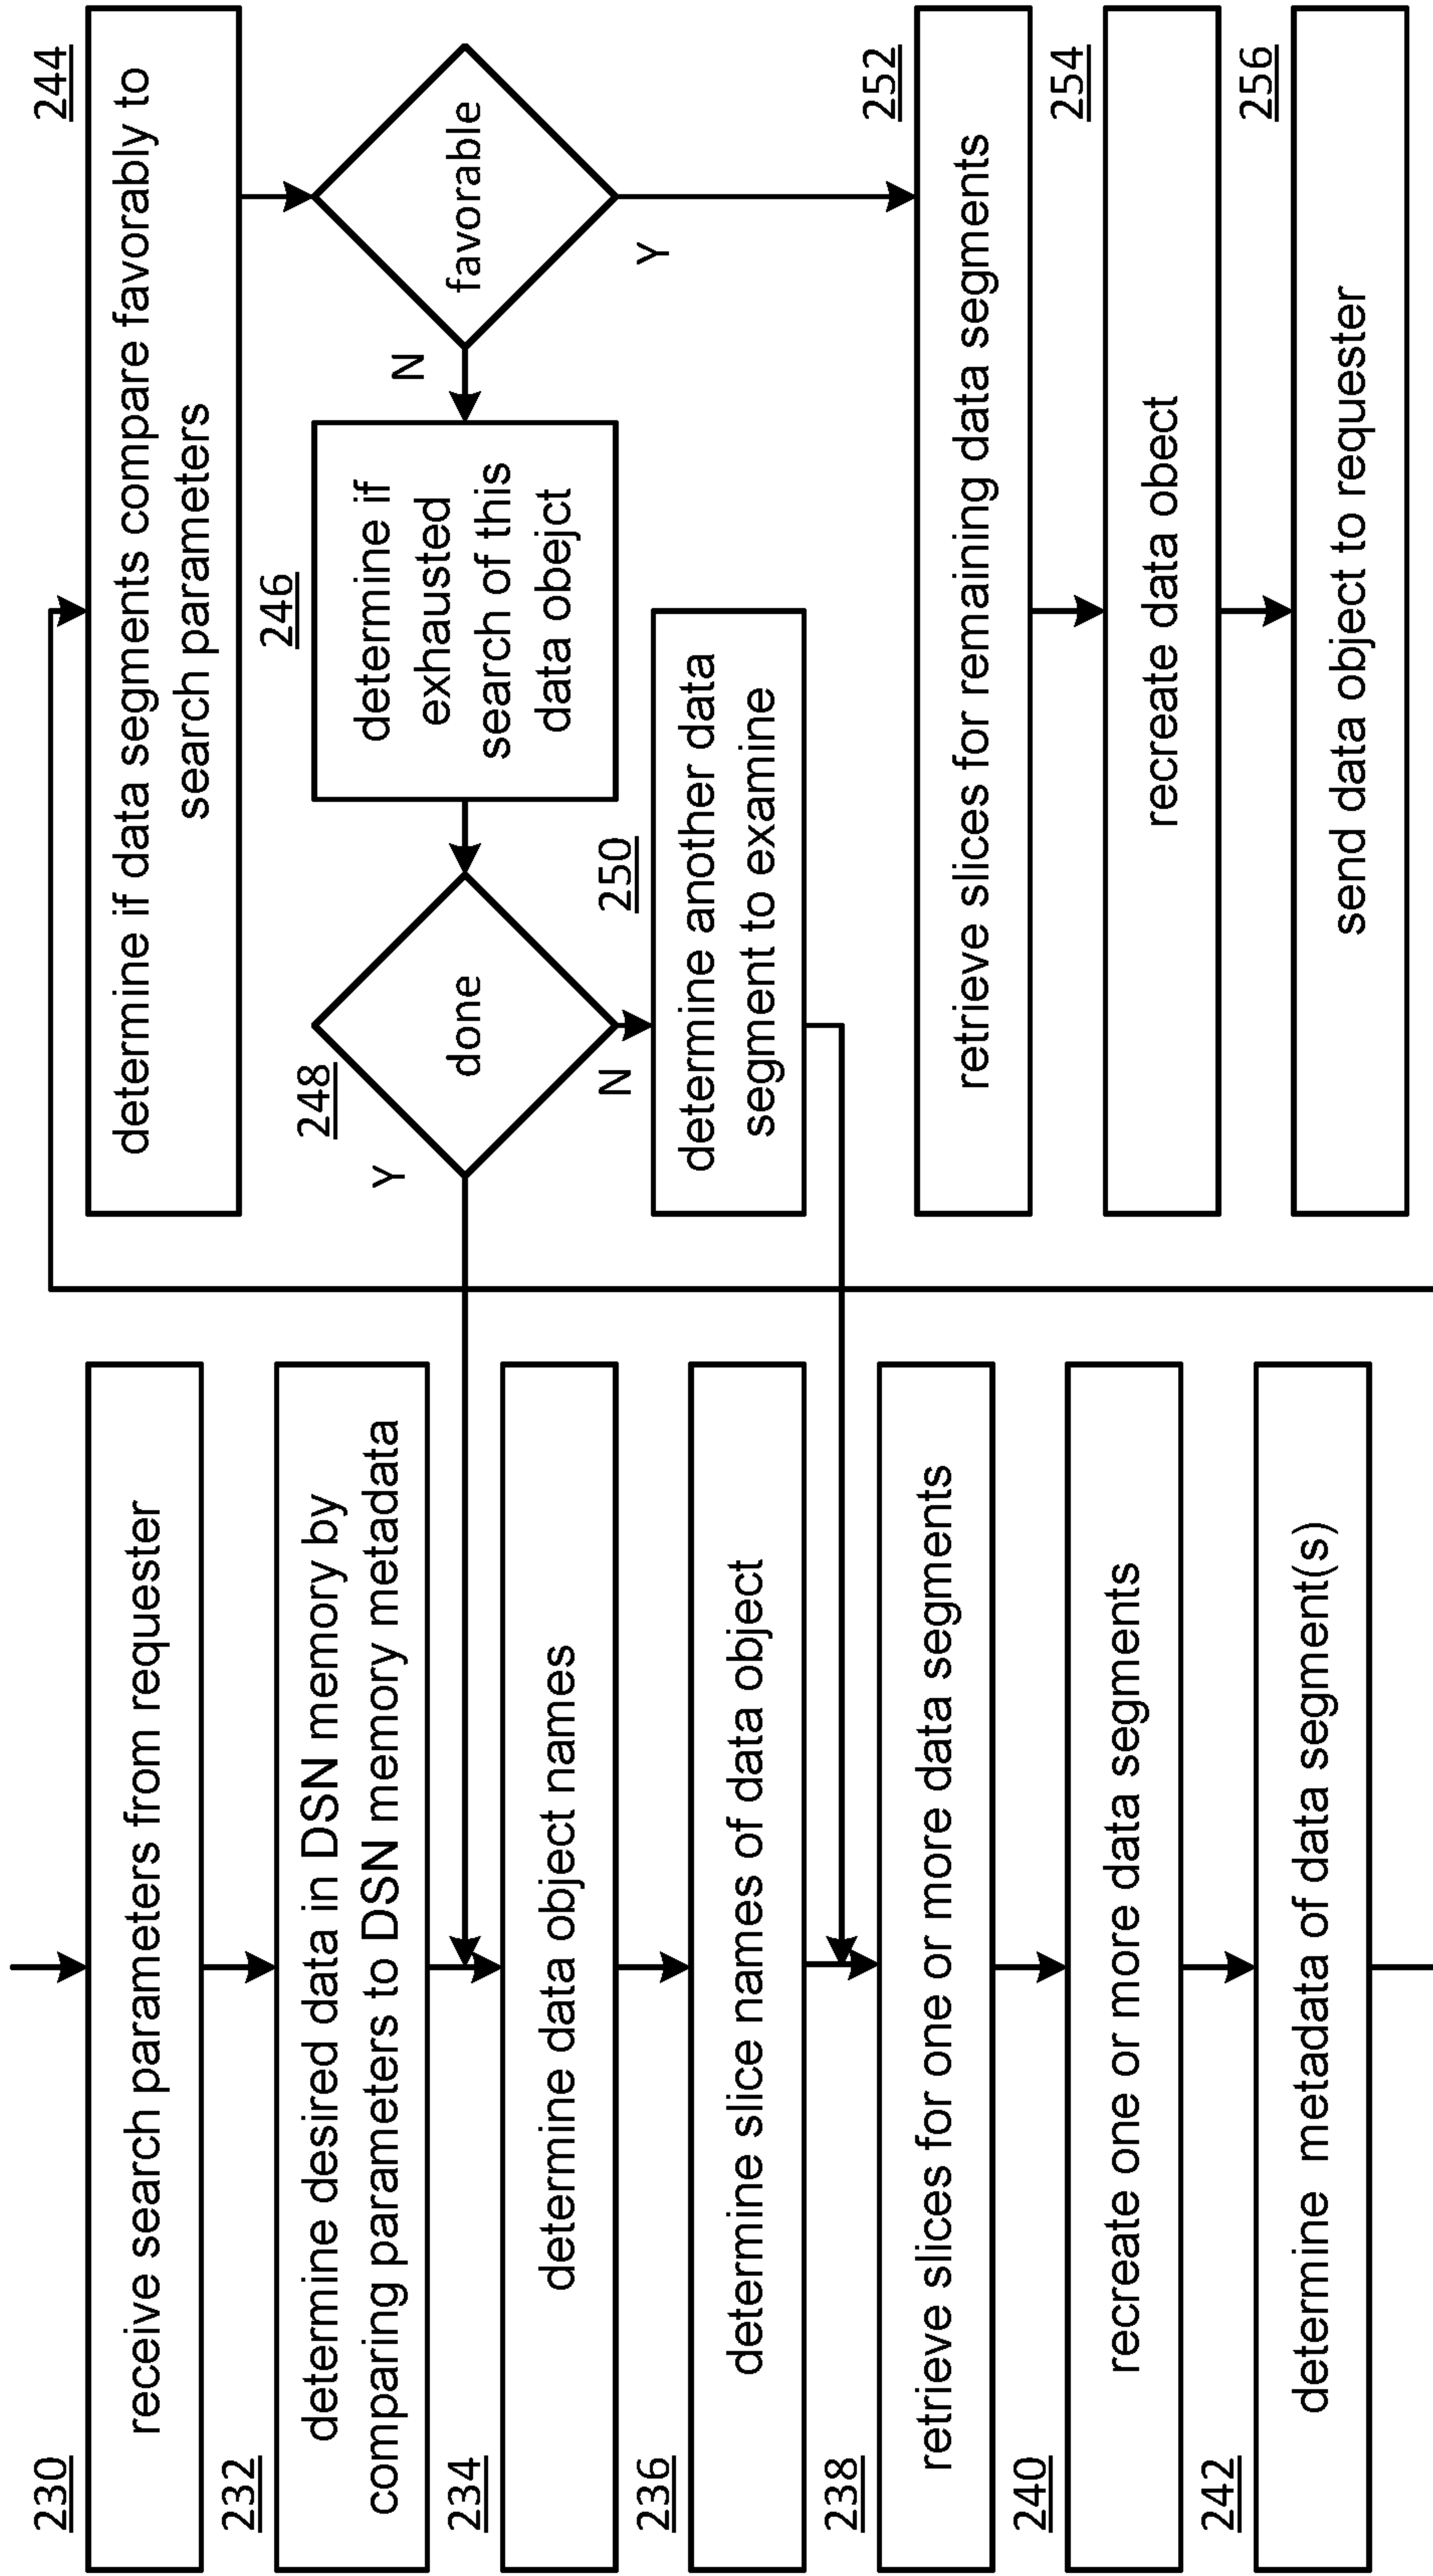 230
receive search parameters from requester
232
determine desired data in DSN memory by
comparing parameters to DSN memory metadata
234
determine data object names
236
determine slice names of data object
238
retrieve slices for one or more data segments
240
recreate one or more data segments
242
determine metadata of data segment(s)
244
determine if data segments compare favorably to
search parameters
favorable
N
Y
246
determine if
exhausted
search of this
data obejct
248
done
Y
N
250
determine another data
segment to examine
252
retrieve slices for remaining data segments
254
recreate data obect
256
send data object to requester